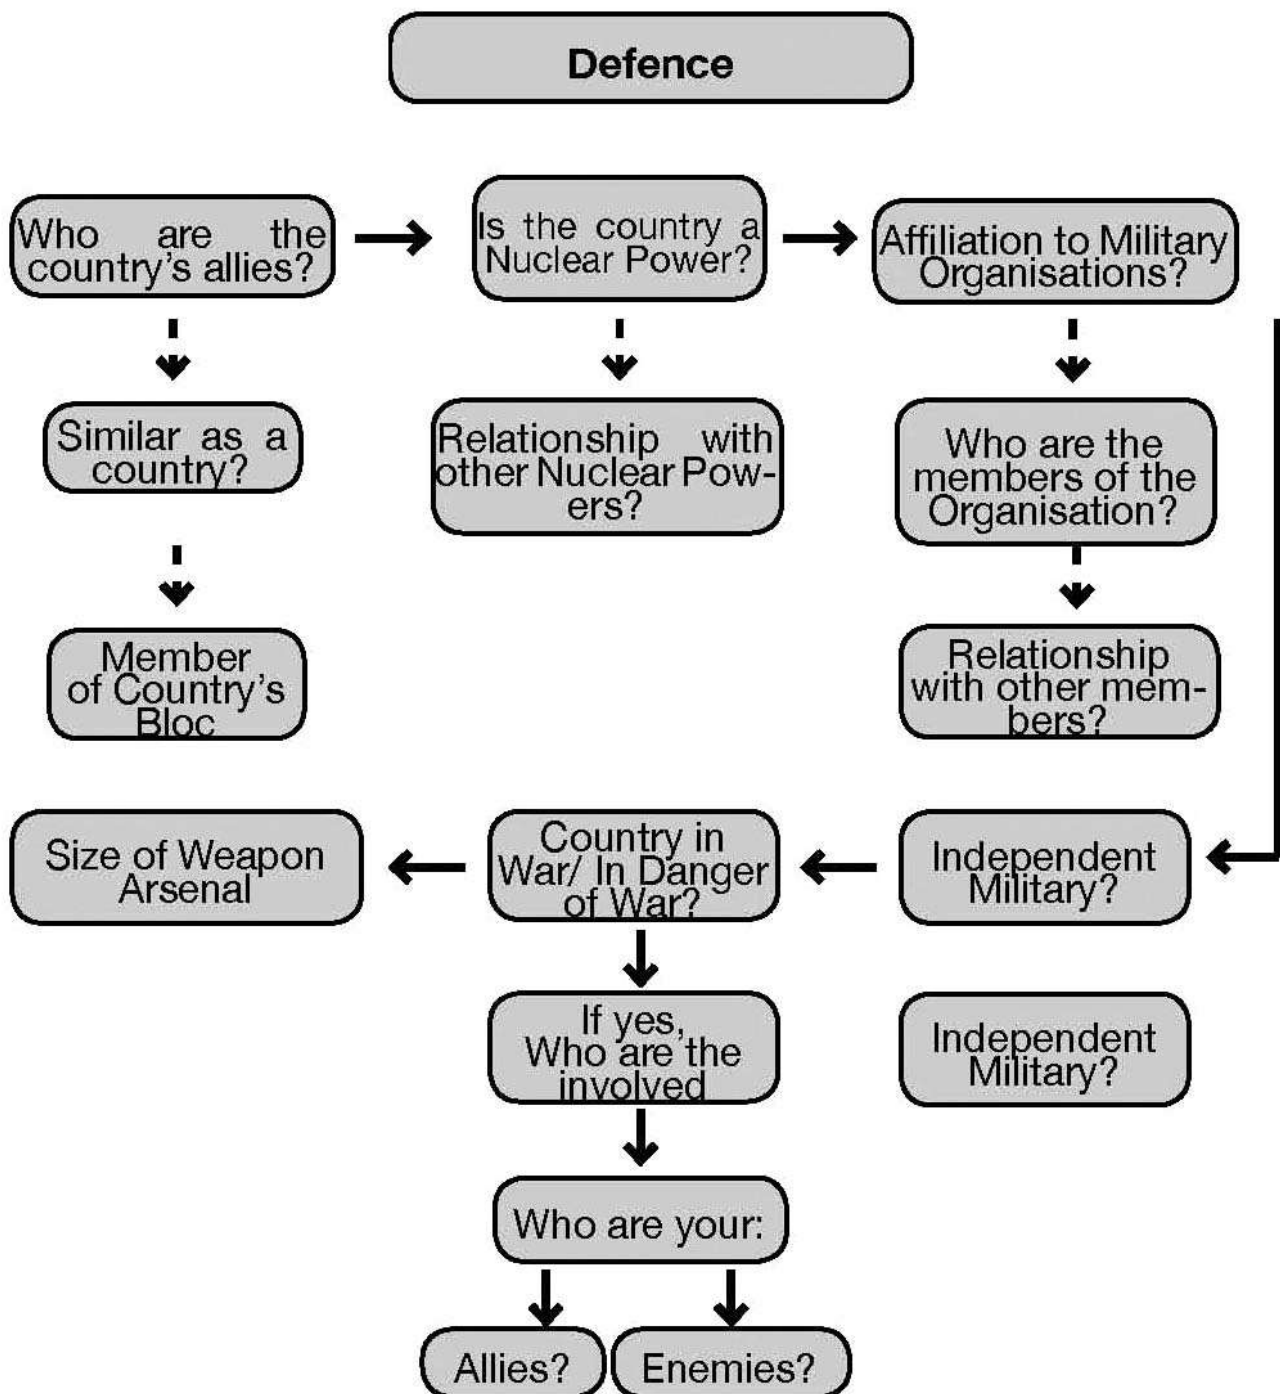 Defence
Who are the
country's allies?
Is the country a
Nuclear Power?
Affiliation to Military
Organisations?
Similar as a
country?
Relationship with
other Nuclear Pow-
ers?
Who are the
members of the
Organisation?
Member
of Country's
Bloc
Relationship
with other mem-
bers?
Size of Weapon
Arsenal
Country in
War/ In Danger
of War?
Independent
Military?
If yes,
Who are the
involved
Independent
Military?
Who are your:
Allies?
Enemies?